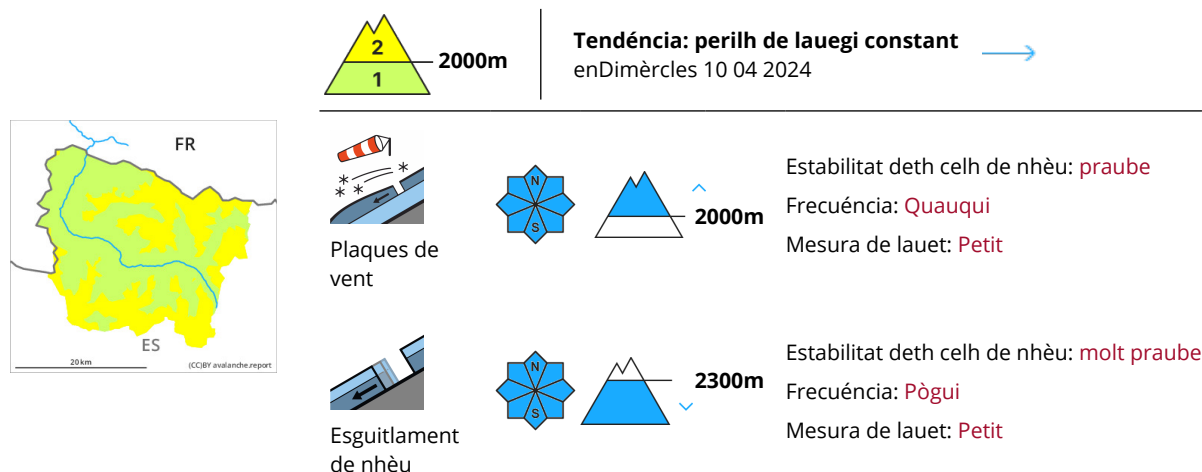 2
1
2000m
Tendéncia: perilh de lauegi constant
enDimèrcles 10 04 2024
FR
ES
20 km
(CC)BY avalanche.report
N
S
2000m
Plaques de
vent
Estabilitat deth celh de nhèu: praube
Frecuéncia: Quauqui
Mesura de lauet: Petit
N
S
2300m
Esguitlament
de nhèu
Estabilitat deth celh de nhèu: molt praube
Frecuéncia: Pògui
Mesura de lauet: Petit